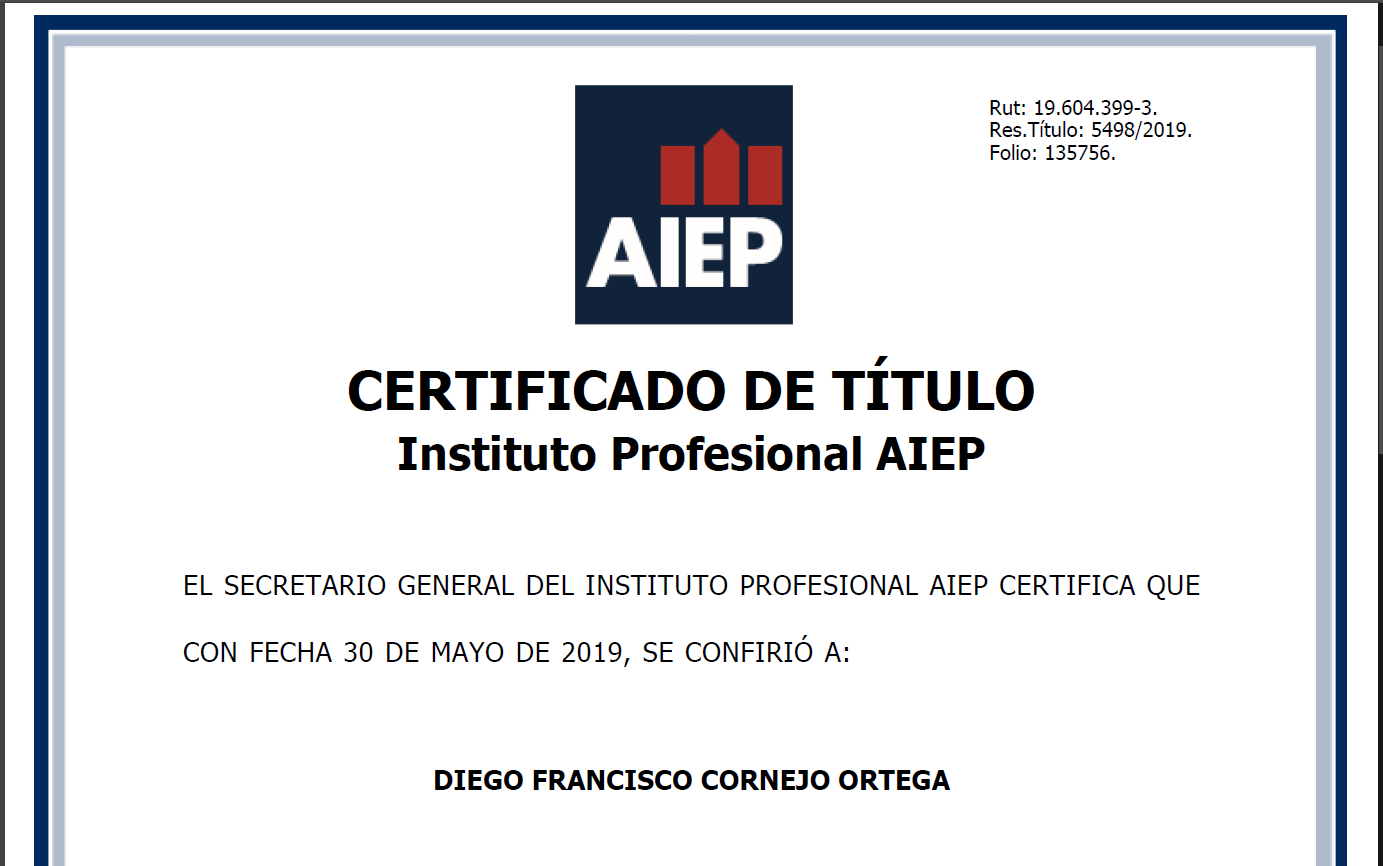 Rut: 19.604.399-3.
Res.Título: 5498/2019.
Folio: 135756.
AIEP
CERTIFICADO DE TÍTULO
Instituto Profesional AIEP
EL SECRETARIO GENERAL DEL INSTITUTO PROFESIONAL AIEP CERTIFICA QUE
CON FECHA 30 DE MAYO DE 2019, SE CONFIRIÓ A:
DIEGO FRANCISCO CORNEJO ORTEGA